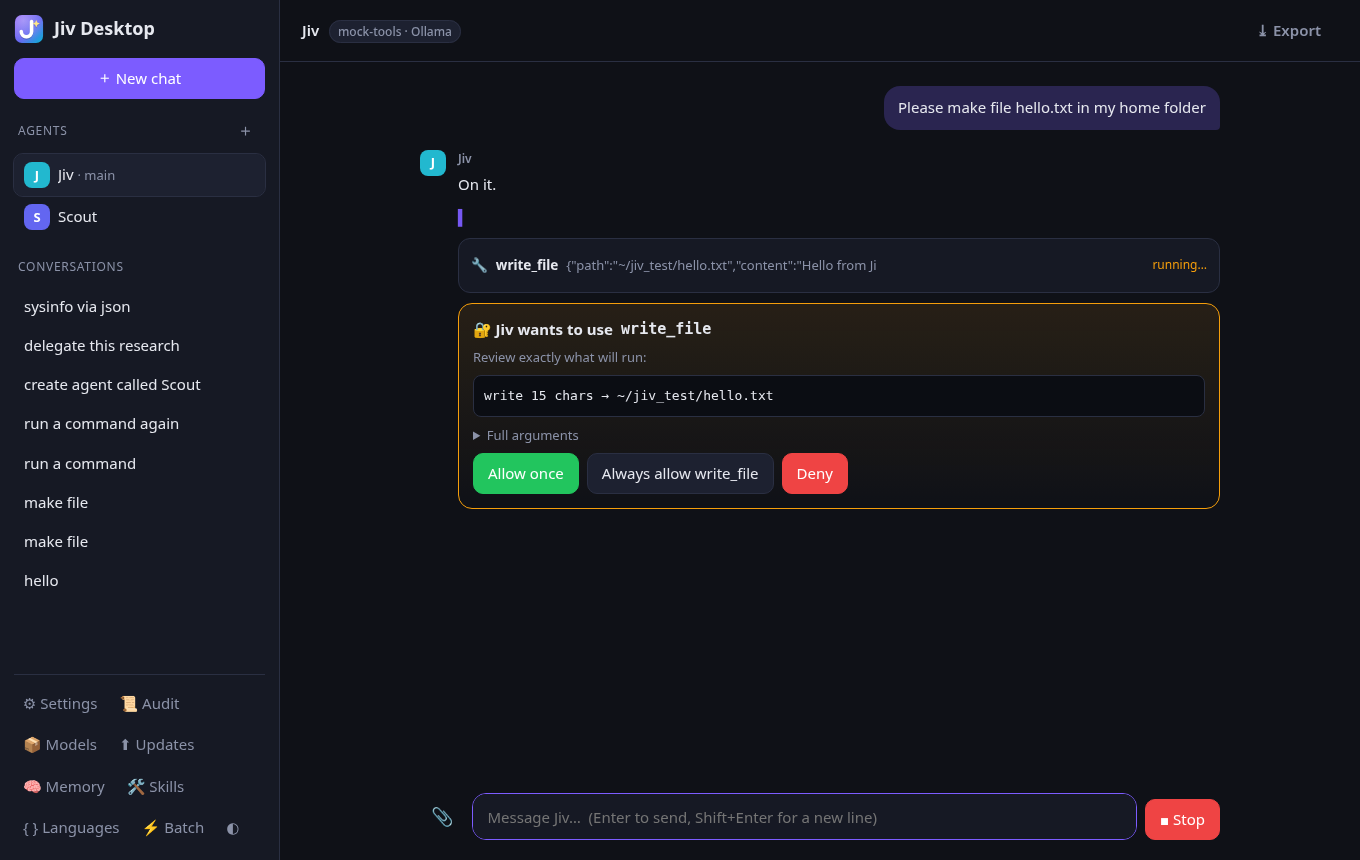 Jiv Desktop
+ New chat
AGENTS +
J Jiv · main
S Scout
CONVERSATIONS
sysinfo via json
delegate this research
create agent called Scout
run a command again
run a command
make file
make file
hello
⚙ Settings 📜 Audit
📦 Models ⬆ Updates
🧠 Memory 🛠️ Skills
{ } Languages ⚡ Batch ◐
Jiv mock-tools · Ollama ⤓ Export
Please make file hello.txt in my home folder
J Jiv
On it.
🔧 write_file {"path":"~/jiv_test/hello.txt","content":"Hello from Ji running…
🔐 Jiv wants to use write_file
Review exactly what will run:
write 15 chars → ~/jiv_test/hello.txt
▶ Full arguments
Allow once Always allow write_file Deny
📎 Message Jiv… (Enter to send, Shift+Enter for a new line) ■ Stop